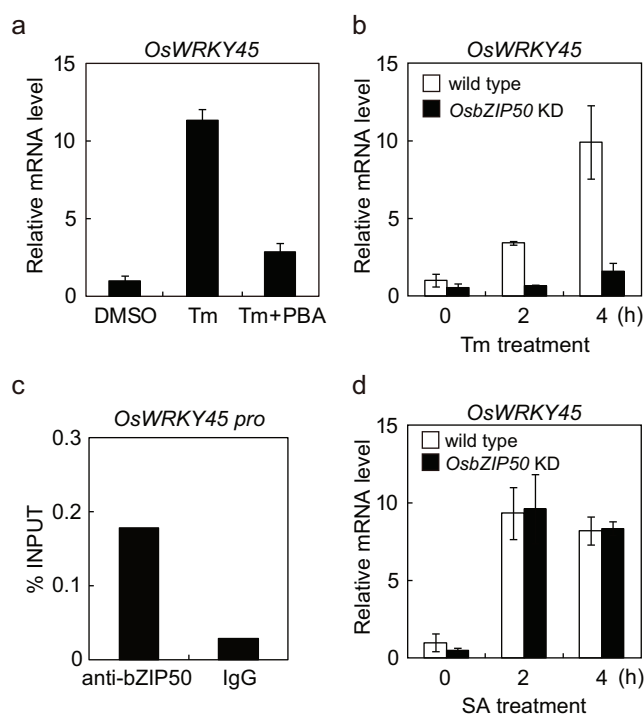 a
OsWRKY45
Relative mRNA level
15
10
5
0
DMSO Tm Tm+PBA
b
OsWRKY45
Relative mRNA level
15
10
5
0
wild type
OsbZIP50 KD
0 2 4 (h)
Tm treatment
c
OsWRKY45 pro
% INPUT
0.3
0.2
0.1
0
anti-bZIP50 IgG
d
OsWRKY45
Relative mRNA level
15
10
5
0
wild type
OsbZIP50 KD
0 2 4 (h)
SA treatment